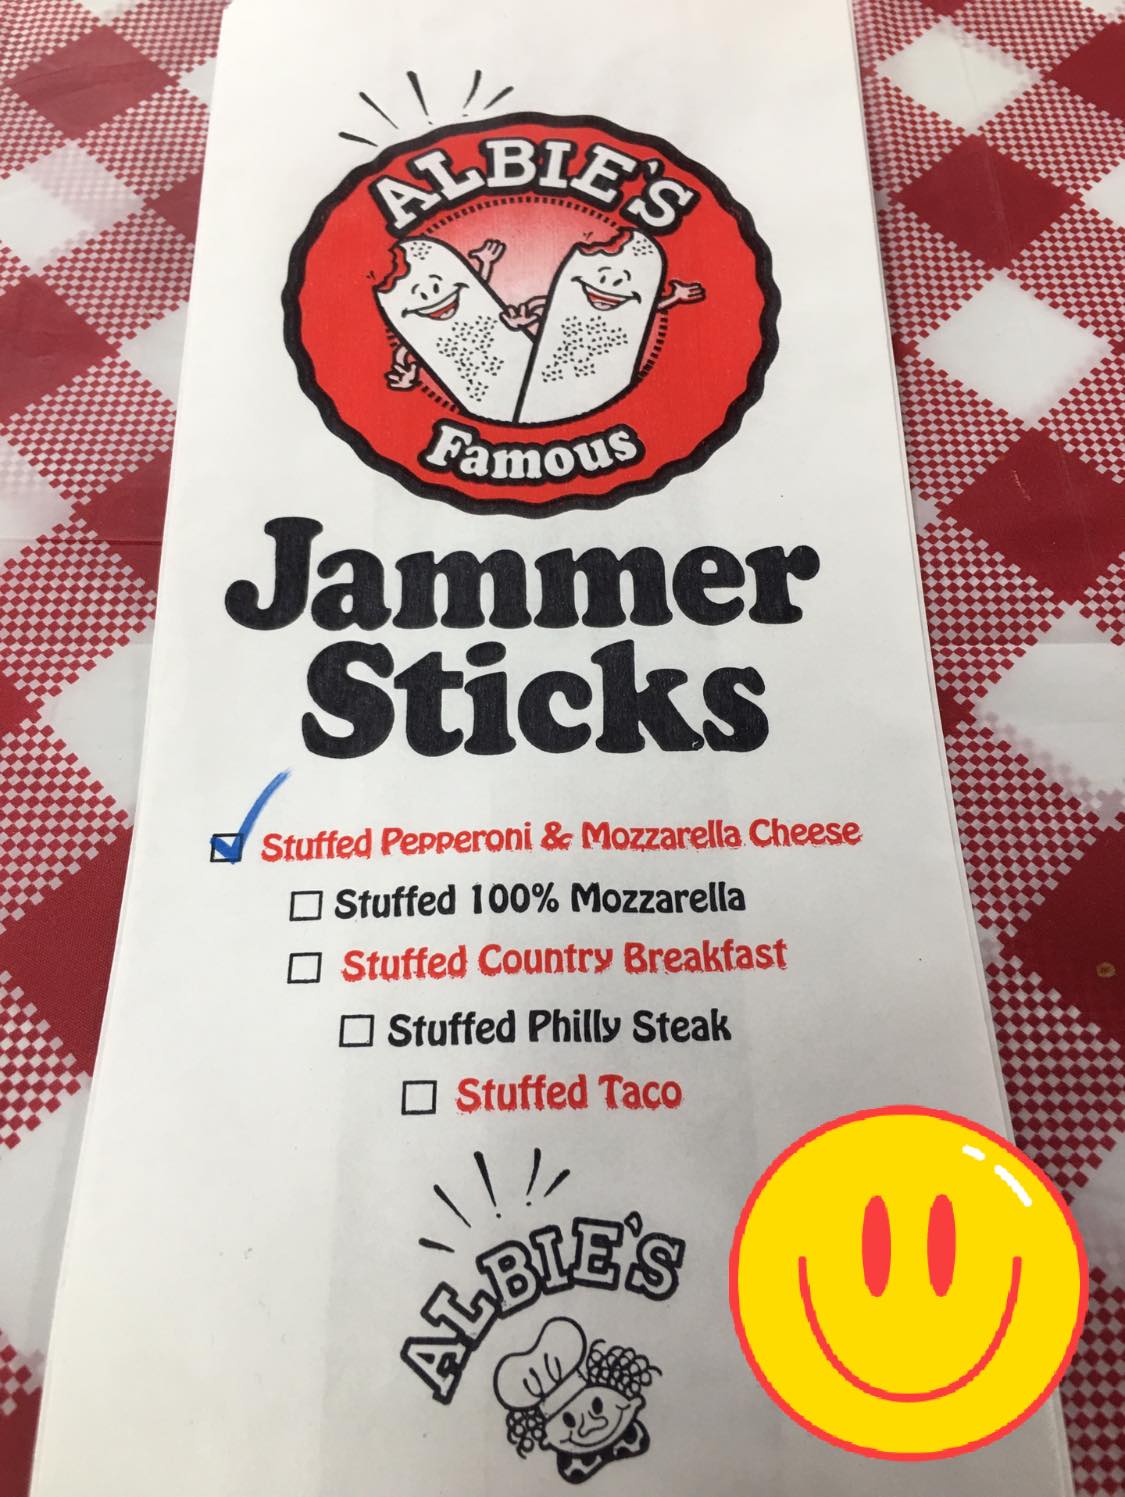 ALBIE'S
Famous
Jammer
Sticks
Stuffed Pepperoni & Mozzarella Cheese
Stuffed 100% Mozzarella
Stuffed Country Breakfast
Stuffed Philly Steak
Stuffed Taco
ALBIE'S